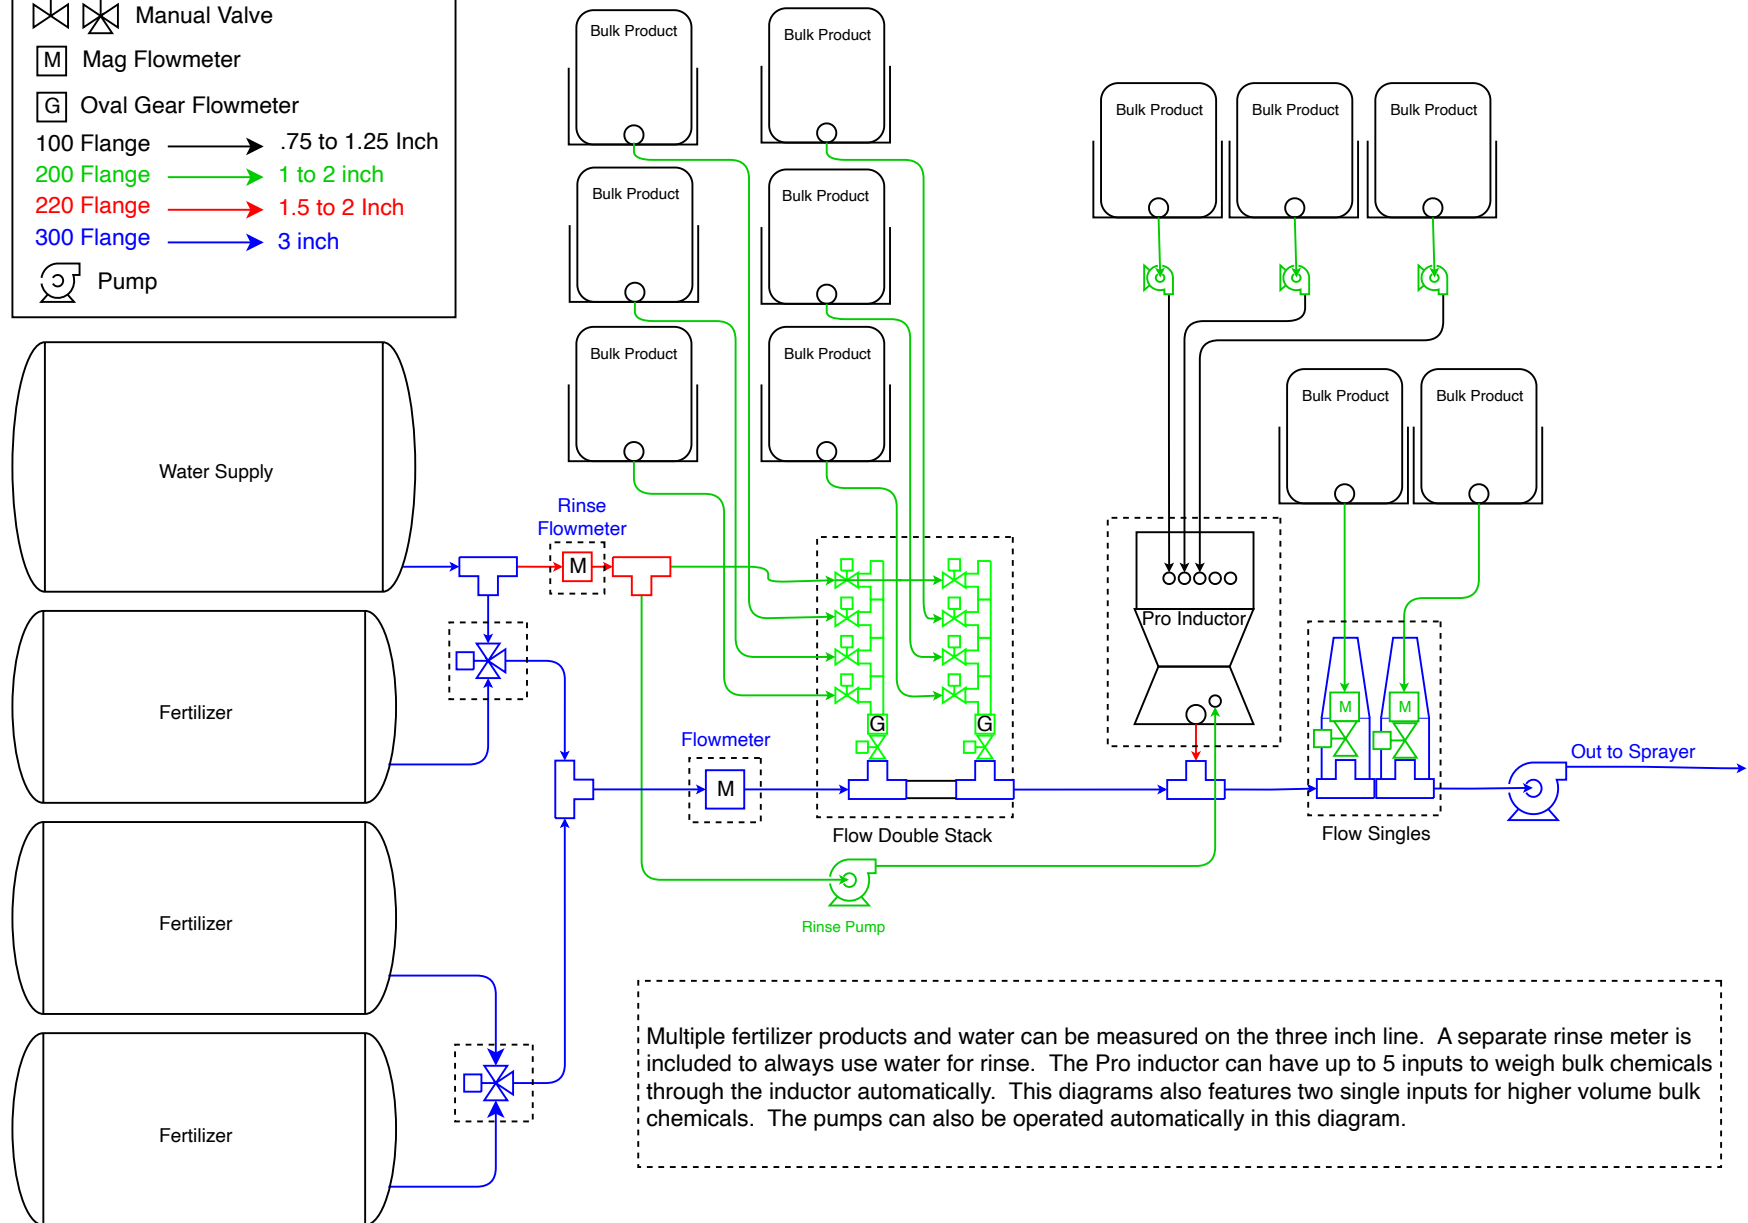 Manual Valve
M Mag Flowmeter
G Oval Gear Flowmeter
100 Flange .75 to 1.25 Inch
200 Flange 1 to 2 inch
220 Flange 1.5 to 2 Inch
300 Flange 3 inch
Pump
Bulk Product
Bulk Product
Bulk Product
Bulk Product
Bulk Product
Bulk Product
Bulk Product
Bulk Product
Bulk Product
Bulk Product
Bulk Product
Water Supply
Rinse
Flowmeter
M
Fertilizer
Flowmeter
M
G
G
Flow Double Stack
Pro Inductor
M
M
Flow Singles
Out to Sprayer
Rinse Pump
Fertilizer
Fertilizer
Multiple fertilizer products and water can be measured on the three inch line. A separate rinse meter is
included to always use water for rinse. The Pro inductor can have up to 5 inputs to weigh bulk chemicals
through the inductor automatically. This diagrams also features two single inputs for higher volume bulk
chemicals. The pumps can also be operated automatically in this diagram.